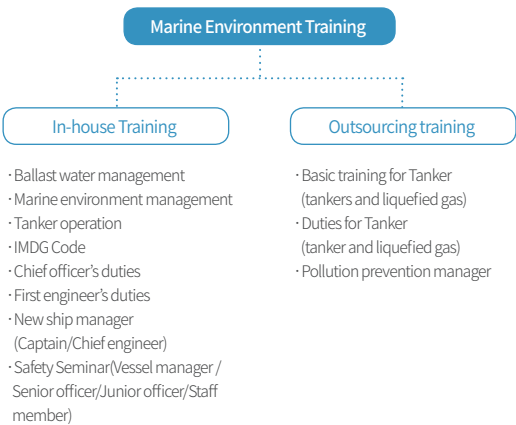 Marine Environment Training
In-house Training
·Ballast water management
·Marine environment management
·Tanker operation
·IMDG Code
·Chief officer's duties
·First engineer's duties
·New ship manager
(Captain/Chief engineer)
·Safety Seminar(Vessel manager /
Senior officer/Junior officer/Staff
member)
Outsourcing training
·Basic training for Tanker
(tankers and liquefied gas)
·Duties for Tanker
(tanker and liquefied gas)
·Pollution prevention manager